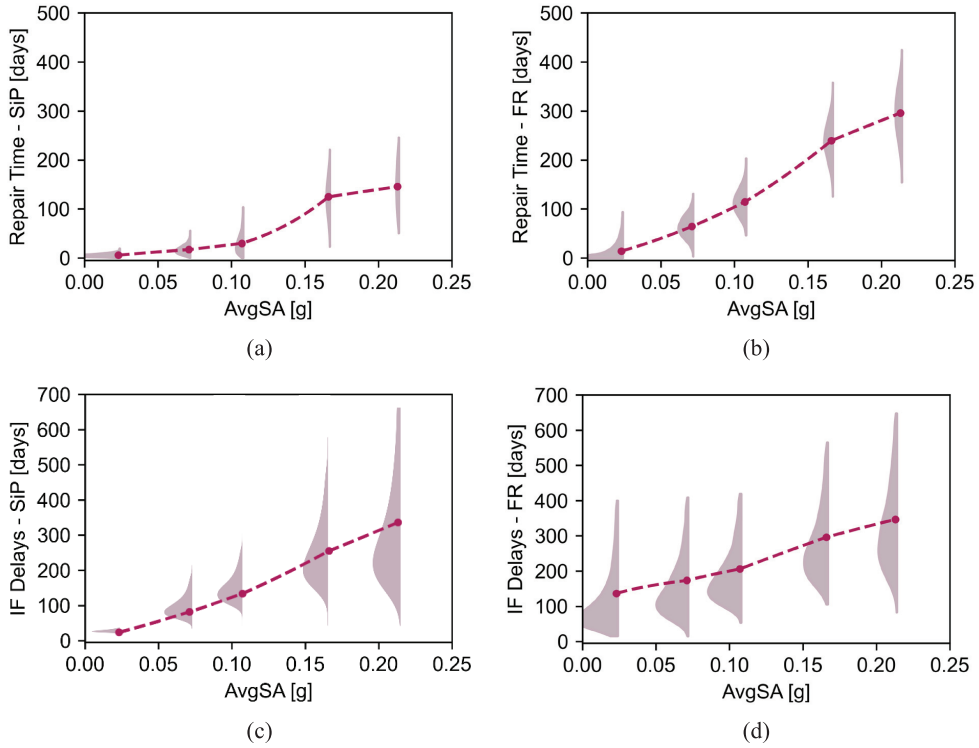 500
400
300
200
100
0
Repair Time - SiP [days]
0.00 0.05 0.10 0.15 0.20 0.25
AvgSA [g]
(a)
500
400
300
200
100
0
Repair Time - FR [days]
0.00 0.05 0.10 0.15 0.20 0.25
AvgSA [g]
(b)
700
600
500
400
300
200
100
0
IF Delays - SiP [days]
0.00 0.05 0.10 0.15 0.20 0.25
AvgSA [g]
(c)
700
600
500
400
300
200
100
0
IF Delays - FR [days]
0.00 0.05 0.10 0.15 0.20 0.25
AvgSA [g]
(d)